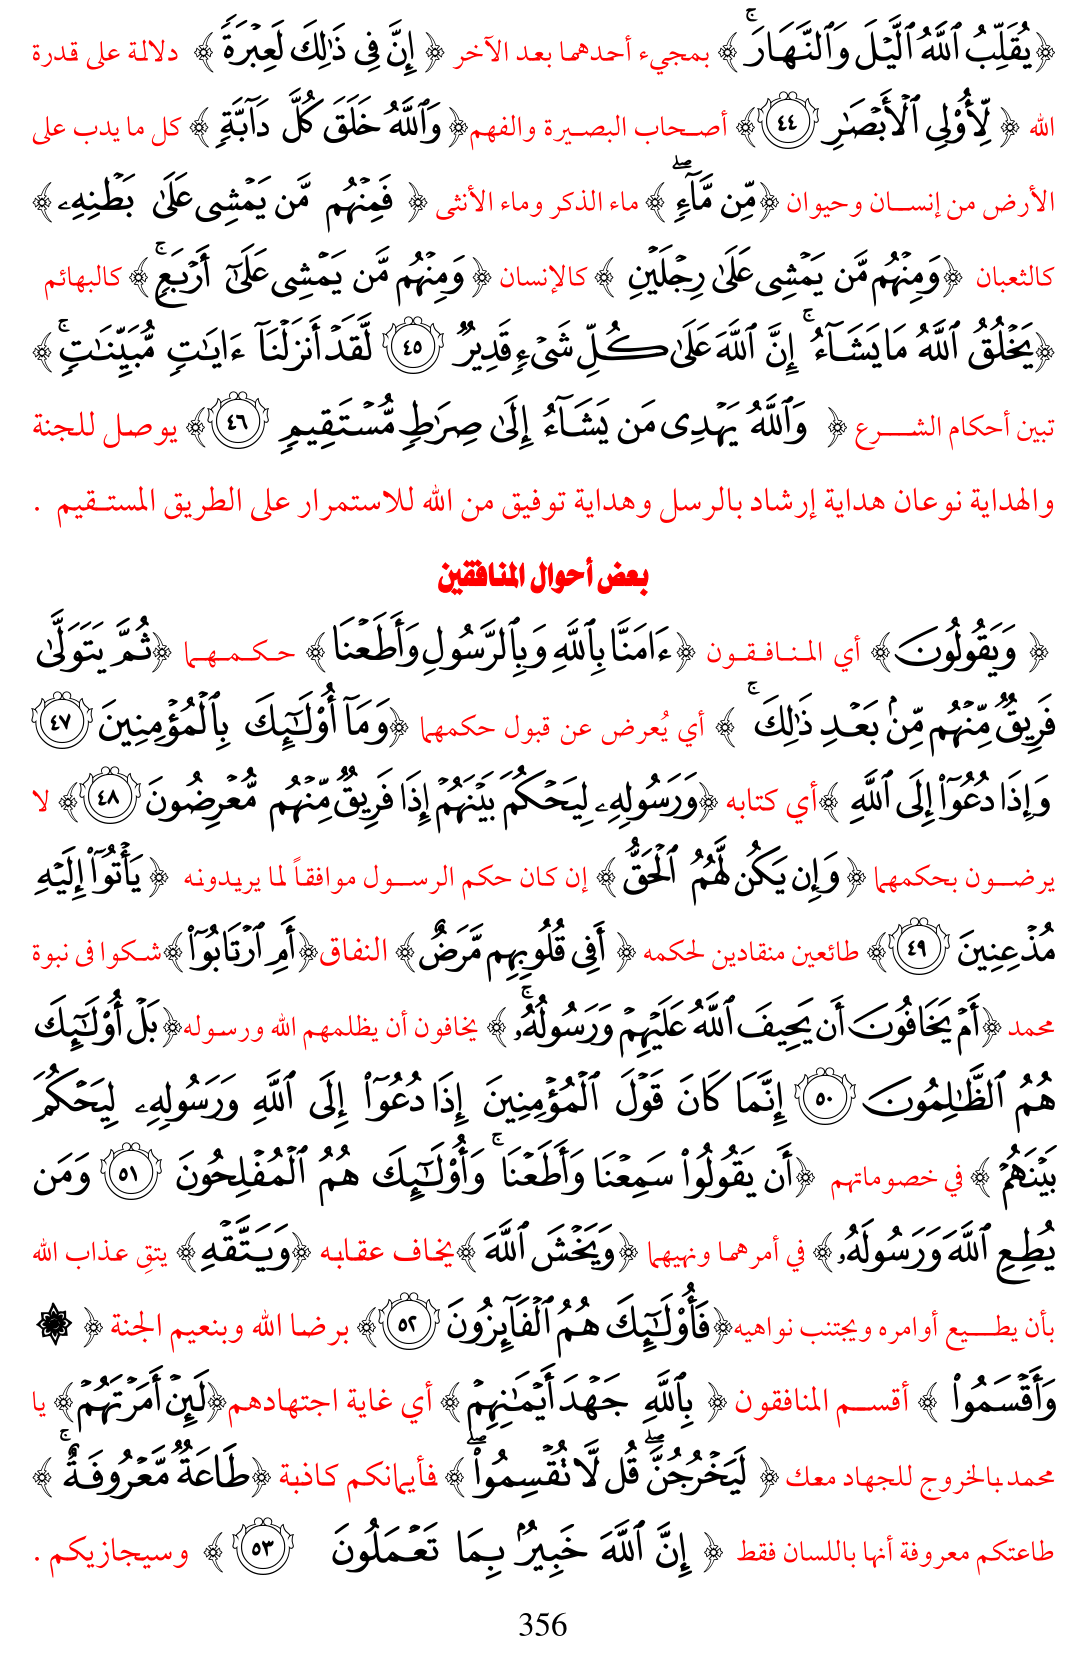 ﴿يُقَلِّبُ ٱللَّهُ ٱلَّيْلَ وَٱلنَّهَارَ ۚ﴾ بمجيء أحدهما بعد الآخر ﴿ إِنَّ فِى ذَٰلِكَ لَعِبْرَةً ﴾ دلالة على قدرة
الله ﴿ لِّأُو۟لِى ٱلْأَبْصَـٰرِ ٤٤ ﴾ أصحاب البصيرة والفهم﴿ وَٱللَّهُ خَلَقَ كُلَّ دَآبَّةٍ ﴾ كل ما يدب على
الأرض من إنسان وحيوان ﴿مِّن مَّآءٍ ۖ﴾ ماء الذكر وماء الأنثى ﴿ فَمِنْهُم مَّن يَمْشِى عَلَىٰ بَطْنِهِۦ ﴾
كالثعبان ﴿وَمِنْهُم مَّن يَمْشِى عَلَىٰ رِجْلَيْنِ ﴾ كالإنسان ﴿ وَمِنْهُم مَّن يَمْشِى عَلَىٰٓ أَرْبَعٍ ۚ﴾ كالبهائم
﴿يَخْلُقُ ٱللَّهُ مَا يَشَآءُ ۚ إِنَّ ٱللَّهَ عَلَىٰ كُلِّ شَىْءٍ قَدِيرٌ ٤٥ لَّقَدْ أَنزَلْنَآ ءَايَـٰتٍ مُّبَيِّنَـٰتٍ ۚ ﴾
تبين أحكام الشرع ﴿ وَٱللَّهُ يَهْدِى مَن يَشَآءُ إِلَىٰ صِرَٰطٍ مُّسْتَقِيمٍ ٤٦ ﴾ يوصل للجنة
والهداية نوعان هداية إرشاد بالرسل وهداية توفيق من الله للاستمرار على الطريق المستقيم .
بعض أحوال المنافقين
﴿ وَيَقُولُونَ ﴾ أي المنافقون ﴿ءَامَنَّا بِٱللَّهِ وَبِٱلرَّسُولِ وَأَطَعْنَا﴾ حكمهما ﴿ثُمَّ يَتَوَلَّىٰ
فَرِيقٌ مِّنْهُم مِّنۢ بَعْدِ ذَٰلِكَ ۚ ﴾ أي يُعرض عن قبول حكمهما ﴿وَمَآ أُو۟لَـٰٓئِكَ بِٱلْمُؤْمِنِينَ ٤٧
وَإِذَا دُعُوٓا۟ إِلَى ٱللَّهِ ﴾أي كتابه ﴿وَرَسُولِهِۦ لِيَحْكُمَ بَيْنَهُمْ إِذَا فَرِيقٌ مِّنْهُم مُّعْرِضُونَ ٤٨ ﴾ لا
يرضون بحكمهما ﴿ وَإِن يَكُن لَّهُمُ ٱلْحَقُّ ﴾ إن كان حكم الرسول موافقاً لما يريدونه ﴿ يَأْتُوٓا۟ إِلَيْهِ
مُذْعِنِينَ ٤٩ ﴾ طائعين منقادين لحكمه ﴿ أَفِى قُلُوبِهِم مَّرَضٌ ﴾ النفاق﴿أَمِ ٱرْتَابُوٓا۟ ﴾شكوا فى نبوة
محمد ﴿أَمْ يَخَافُونَ أَن يَحِيفَ ٱللَّهُ عَلَيْهِمْ وَرَسُولُهُۥ ۚ ﴾ يخافون أن يظلمهم الله ورسوله﴿بَلْ أُو۟لَـٰٓئِكَ
هُمُ ٱلظَّـٰلِمُونَ ٥٠ إِنَّمَا كَانَ قَوْلَ ٱلْمُؤْمِنِينَ إِذَا دُعُوٓا۟ إِلَى ٱللَّهِ وَرَسُولِهِۦ لِيَحْكُمَ
بَيْنَهُمْ ﴾ في خصوماتهم ﴿أَن يَقُولُوا۟ سَمِعْنَا وَأَطَعْنَا ۚ وَأُو۟لَـٰٓئِكَ هُمُ ٱلْمُفْلِحُونَ ٥١ وَمَن
يُطِعِ ٱللَّهَ وَرَسُولَهُۥ﴾ في أمرهما ونهيهما ﴿وَيَخْشَ ٱللَّهَ ﴾يخاف عقابه ﴿وَيَتَّقْهِ﴾ يتقِ عذاب الله
بأن يطيع أوامره ويجتنب نواهيه﴿فَأُو۟لَـٰٓئِكَ هُمُ ٱلْفَآئِزُونَ ٥٢ ﴾ برضا الله وبنعيم الجنة ﴿ ۞
وَأَقْسَمُوا۟ ﴾ أقسم المنافقون ﴿ بِٱللَّهِ جَهْدَ أَيْمَـٰنِهِمْ ﴾ أي غاية اجتهادهم﴿لَئِنْ أَمَرْتَهُمْ﴾ يا
محمد بالخروج للجهاد معك ﴿ لَيَخْرُجُنَّ ۖ قُل لَّا تُقْسِمُوا۟ ۖ ﴾ فأيمانكم كاذبة ﴿طَاعَةٌ مَّعْرُوفَةٌ ۚ ﴾
طاعتكم معروفة أنها باللسان فقط ﴿ إِنَّ ٱللَّهَ خَبِيرٌۢ بِمَا تَعْمَلُونَ ٥٣ ﴾ وسيجازيكم .
356